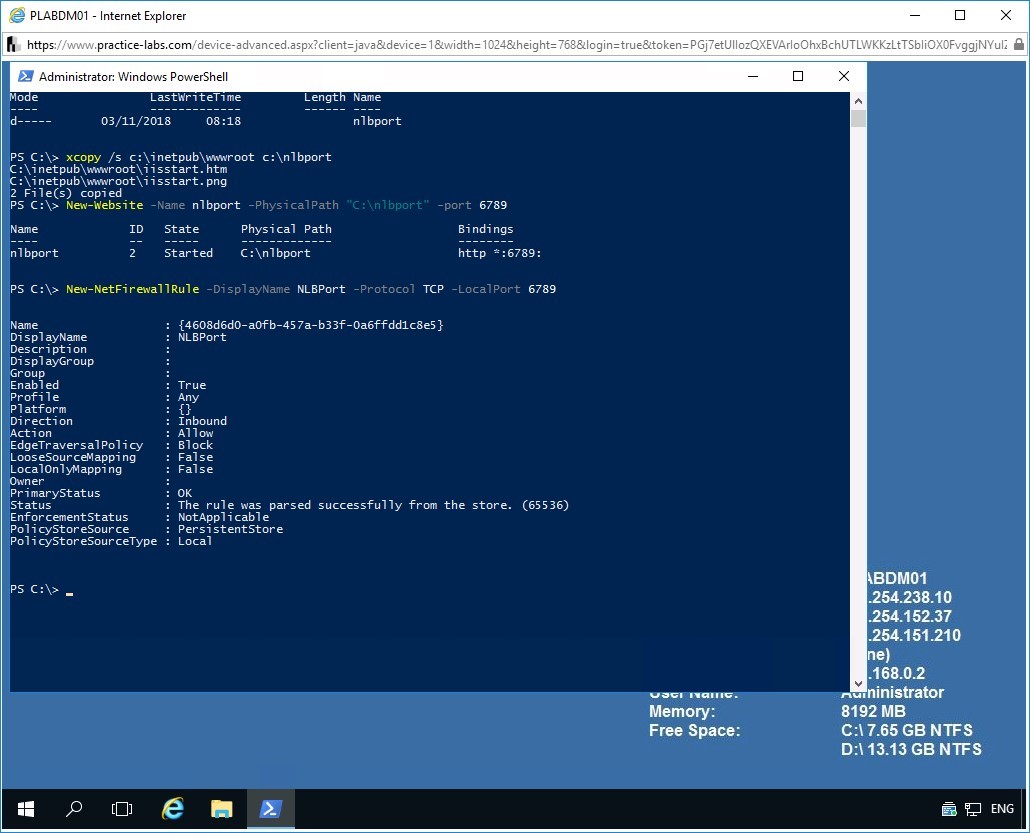 PLABDM01 - Internet Explorer
https://www.practice-labs.com/device-advanced.aspx?client=java&device=1&width=1024&height=768&login=true&token=
Administrator: Windows PowerShell
Mode LastWriteTime Length Name
---- ------------- ------ ----
d----- 03/11/2018 08:18 nlbport
PS C:\> xcopy /s c:\inetpub\wwwroot c:\nlbport
C:\inetpub\wwwroot\iisstart.htm
C:\inetpub\wwwroot\iisstart.png
2 File(s) copied
PS C:\> New-Website -Name nlbport -PhysicalPath "C:\nlbport" -port 6789
Name ID State Physical Path Bindings
---- -- ----- ------------- --------
nlbport 2 Started C:\nlbport http *:6789:
PS C:\> New-NetFirewallRule -DisplayName NLBPort -Protocol TCP -LocalPort 6789
Name : {4608d6d0-a0fb-457a-b33f-0a6ffdd1c8e5}
DisplayName : NLBPort
Description :
DisplayGroup :
Group :
Enabled : True
Profile : Any
Platform : {}
Direction : Inbound
Action : Allow
EdgeTraversalPolicy : Block
LooseSourceMapping : False
LocalOnlyMapping : False
Owner :
PrimaryStatus : OK
Status : The rule was parsed successfully from the store. (65536)
EnforcementStatus : NotApplicable
PolicyStoreSource : PersistentStore
PolicyStoreSourceType : Local
PS C:\> _
ABDM01
.254.238.10
.254.152.37
.254.151.210
ne)
.168.0.2
User Name: Administrator
Memory: 8192 MB
Free Space: C:\ 7.65 GB NTFS
D:\ 13.13 GB NTFS
ENG